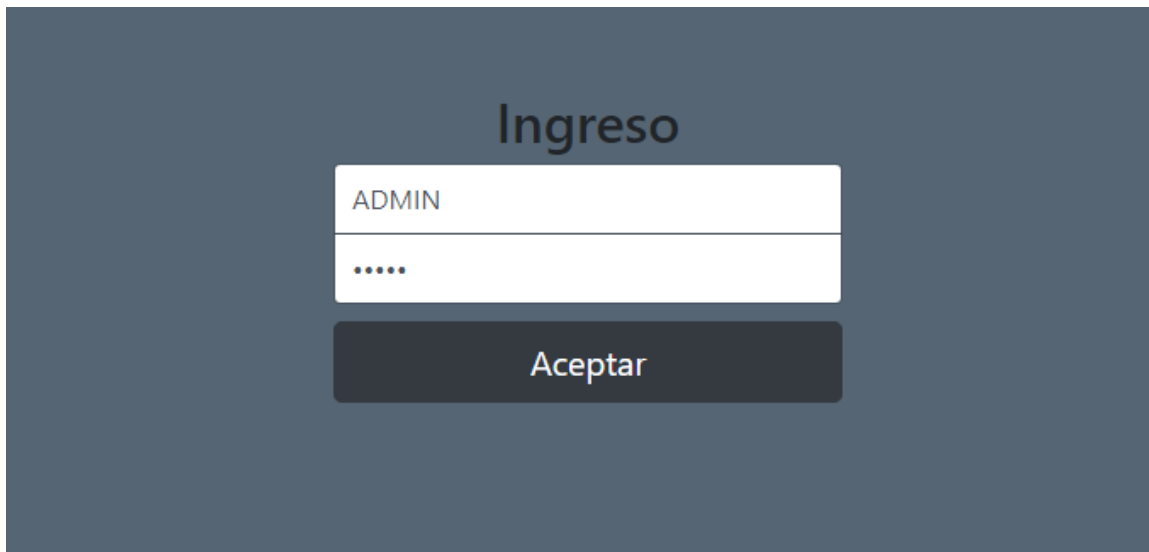 Ingreso
ADMIN
•••••
Aceptar